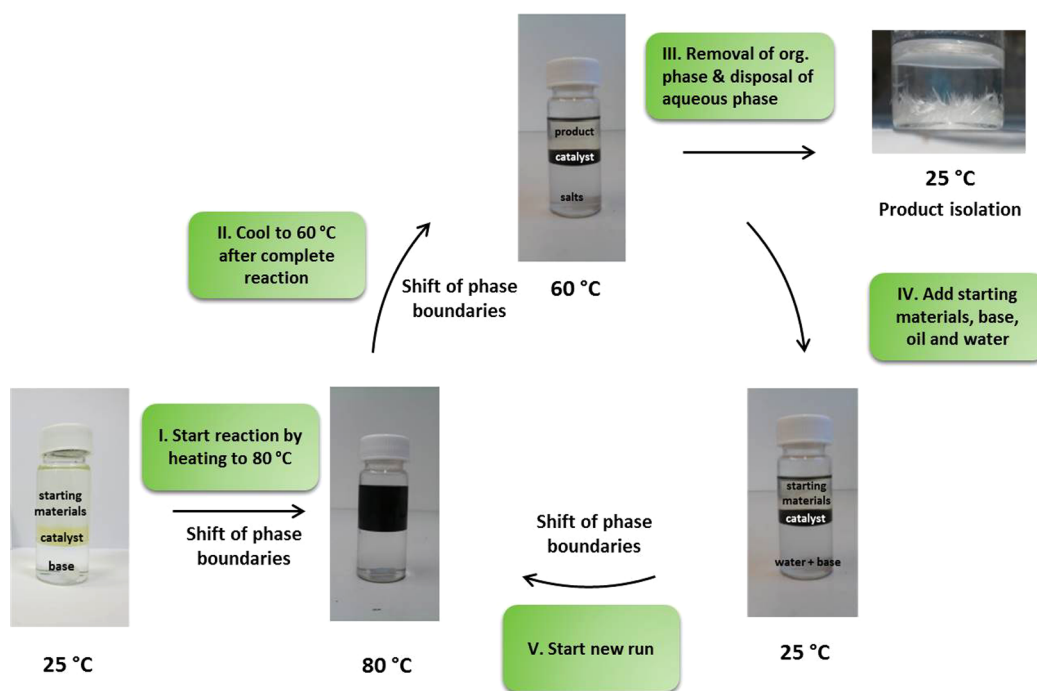 III. Removal of org.
phase & disposal of
aqueous phase
product
catalyst
salts
25 °C
Product isolation
II. Cool to 60 °C
after complete
reaction
Shift of phase
boundaries
60 °C
IV. Add starting
materials, base,
oil and water
I. Start reaction by
heating to 80 °C
starting
materials
catalyst
base
Shift of phase
boundaries
starting
materials
catalyst
water + base
Shift of phase
boundaries
V. Start new run
25 °C
80 °C
25 °C